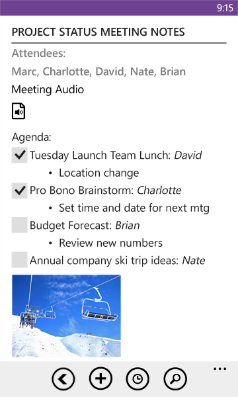 9:15
PROJECT STATUS MEETING NOTES
Attendees:
Marc, Charlotte, David, Nate, Brian
Meeting Audio
Agenda:
Tuesday Launch Team Lunch: David
• Location change
Pro Bono Brainstorm: Charlotte
• Set time and date for next mtg
Budget Forecast: Brian
• Review new numbers
Annual company ski trip ideas: Nate